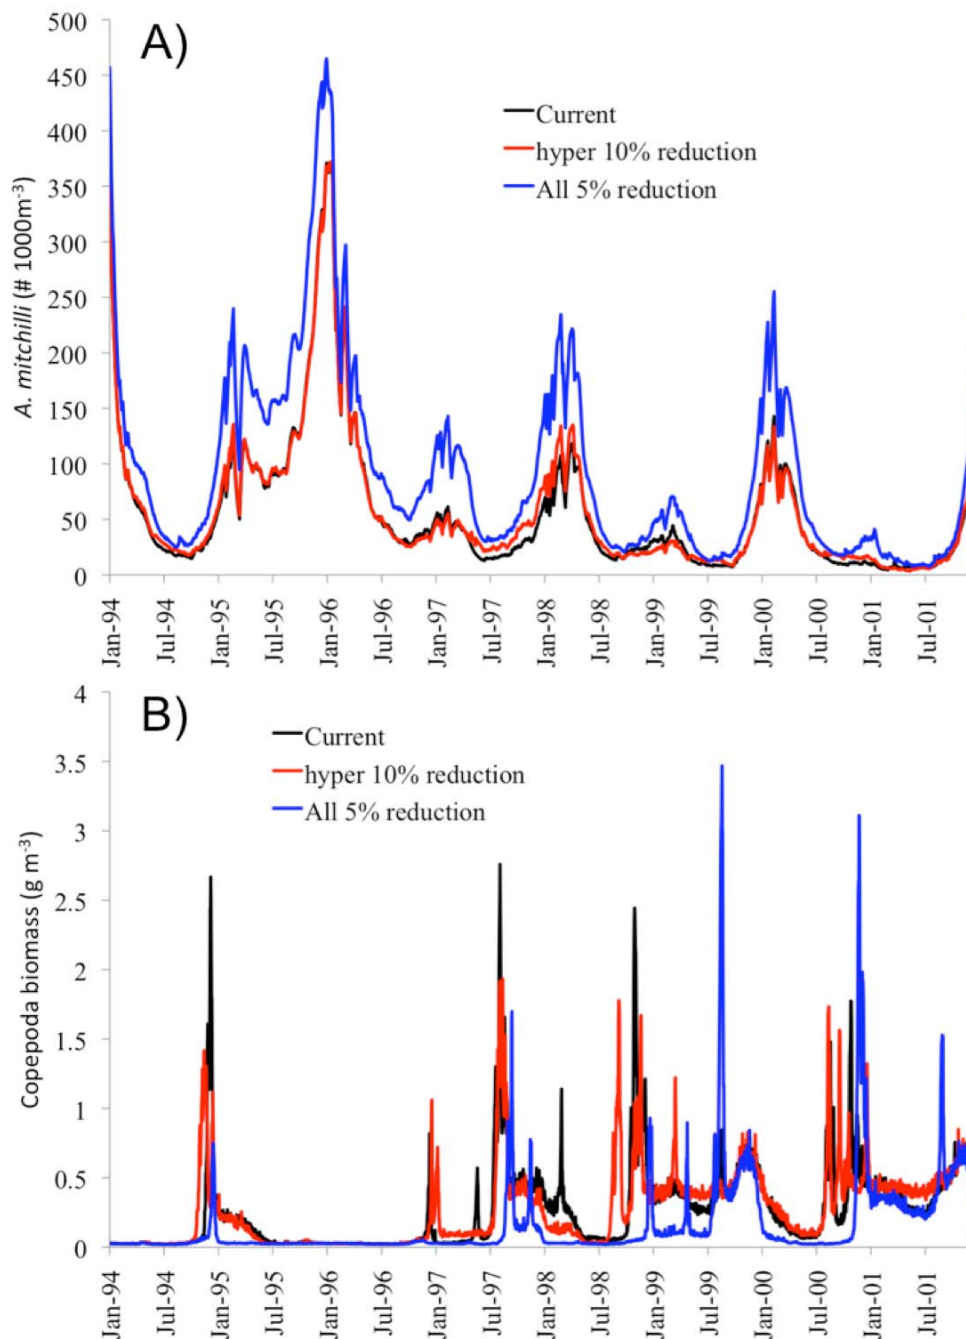 A)
500
450
400
350
300
250
200
150
100
50
0
A. mitchilli (# 1000m-3)
Current
hyper 10% reduction
All 5% reduction
Jan-94
Jul-94
Jan-95
Jul-95
Jan-96
Jul-96
Jan-97
Jul-97
Jan-98
Jul-98
Jan-99
Jul-99
Jan-00
Jul-00
Jan-01
Jul-01
B)
4
3.5
3
2.5
2
1.5
1
0.5
0
Copepoda biomass (g m-3)
Current
hyper 10% reduction
All 5% reduction
Jan-94
Jul-94
Jan-95
Jul-95
Jan-96
Jul-96
Jan-97
Jul-97
Jan-98
Jul-98
Jan-99
Jul-99
Jan-00
Jul-00
Jan-01
Jul-01